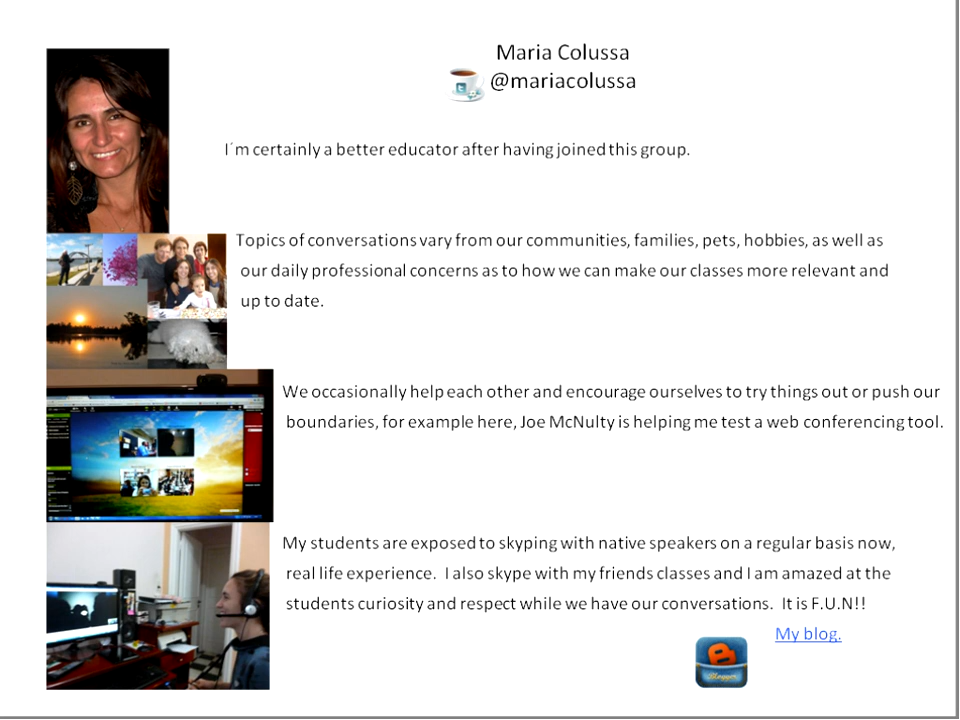 Maria Colussa
@mariacolussa
I´m certainly a better educator after having joined this group.
Topics of conversations vary from our communities, families, pets, hobbies, as well as
our daily professional concerns as to how we can make our classes more relevant and
up to date.
We occasionally help each other and encourage ourselves to try things out or push our
boundaries, for example here, Joe McNulty is helping me test a web conferencing tool.
My students are exposed to skyping with native speakers on a regular basis now,
real life experience.  I also skype with my friends classes and I am amazed at the
students curiosity and respect while we have our conversations.  It is F.U.N!!
My blog.
Blogger